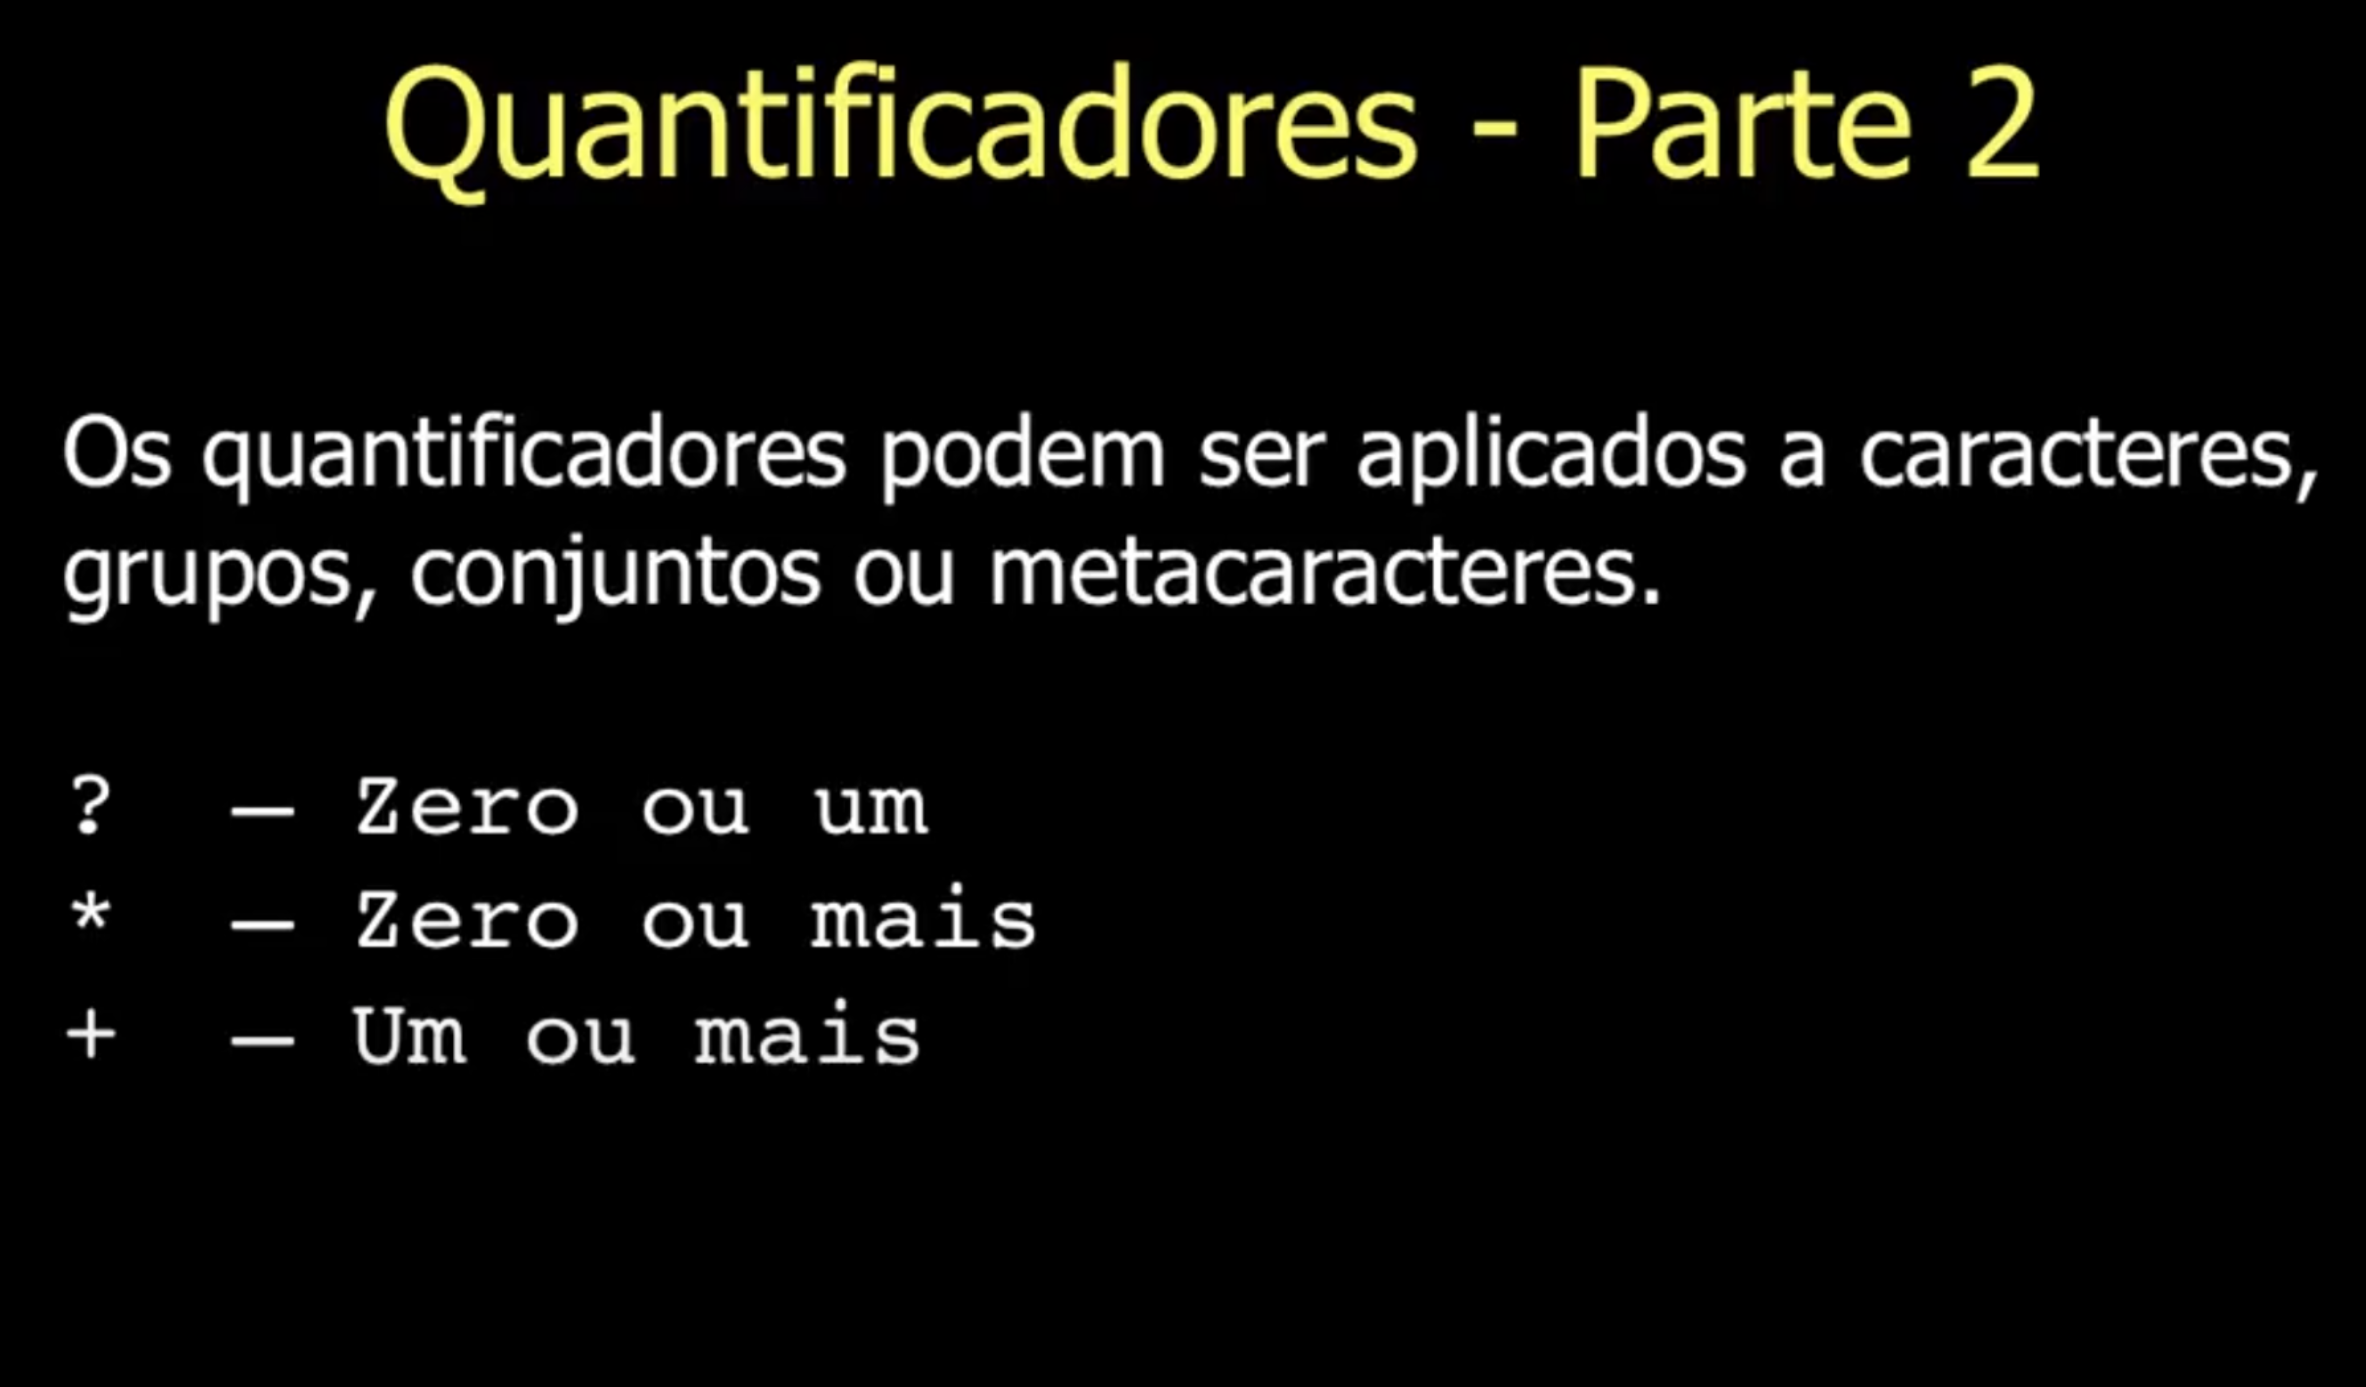 Quantificadores - Parte 2
Os quantificadores podem ser aplicados a caracteres,
grupos, conjuntos ou metacaracteres.
? – Zero ou um
* – Zero ou mais
+ – Um ou mais